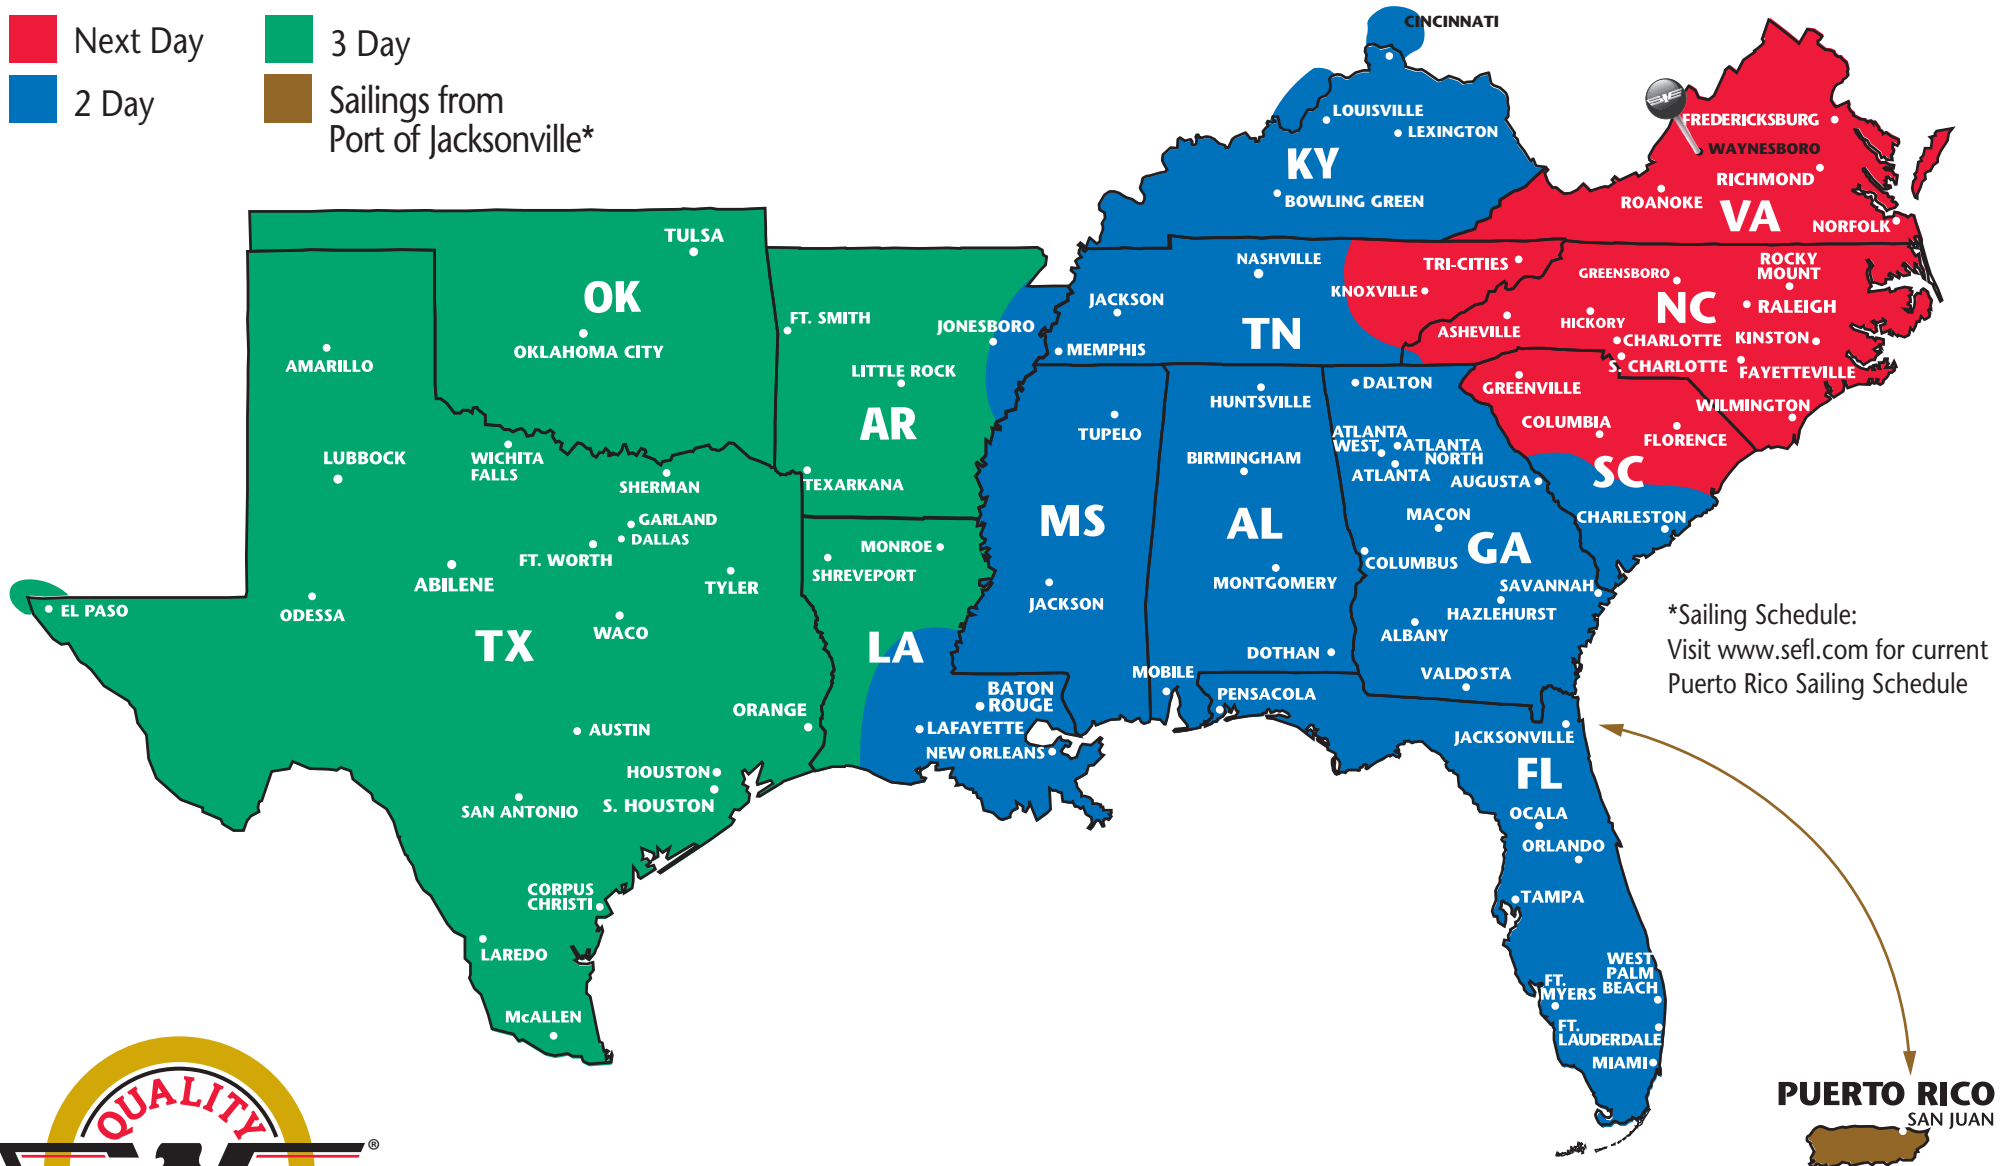 Next Day
3 Day
2 Day
Sailings from
Port of Jacksonville*
CINCINNATI
LOUISVILLE
LEXINGTON
KY
BOWLING GREEN
FREDERICKSBURG
WAYNESBORO
RICHMOND
ROANOKE
VA
NORFOLK
TULSA
OK
OKLAHOMA CITY
FT. SMITH
JONESBORO
LITTLE ROCK
AR
TEXARKANA
NASHVILLE
JACKSON
TN
MEMPHIS
TRI-CITIES
KNOXVILLE
GREENSBORO
ROCKY
MOUNT
NC
RALEIGH
ASHEVILLE
HICKORY
CHARLOTTE
KINSTON
S. CHARLOTTE
FAYETTEVILLE
WILMINGTON
GREENVILLE
COLUMBIA
FLORENCE
SC
CHARLESTON
AMARILLO
LUBBOCK
WICHITA
FALLS
SHERMAN
GARLAND
DALLAS
FT. WORTH
ABILENE
TYLER
EL PASO
ODESSA
WACO
TX
AUSTIN
ORANGE
HOUSTON
S. HOUSTON
SAN ANTONIO
CORPUS
CHRISTI
LAREDO
McALLEN
MONROE
SHREVEPORT
LA
BATON
ROUGE
LAFAYETTE
NEW ORLEANS
TUPELO
MS
JACKSON
HUNTSVILLE
BIRMINGHAM
AL
MONTGOMERY
DOTHAN
MOBILE
DALTON
ATLANTA
WEST
ATLANTA
NORTH
ATLANTA
AUGUSTA
MACON
GA
COLUMBUS
SAVANNAH
HAZLEHURST
ALBANY
VALDOSTA
PENSACOLA
JACKSONVILLE
FL
OCALA
ORLANDO
TAMPA
WEST
PALM
BEACH
FT.
MYERS
FT.
LAUDERDALE
MIAMI
*Sailing Schedule:
Visit www.sefl.com for current
Puerto Rico Sailing Schedule
PUERTO RICO
SAN JUAN
QUALITY
®